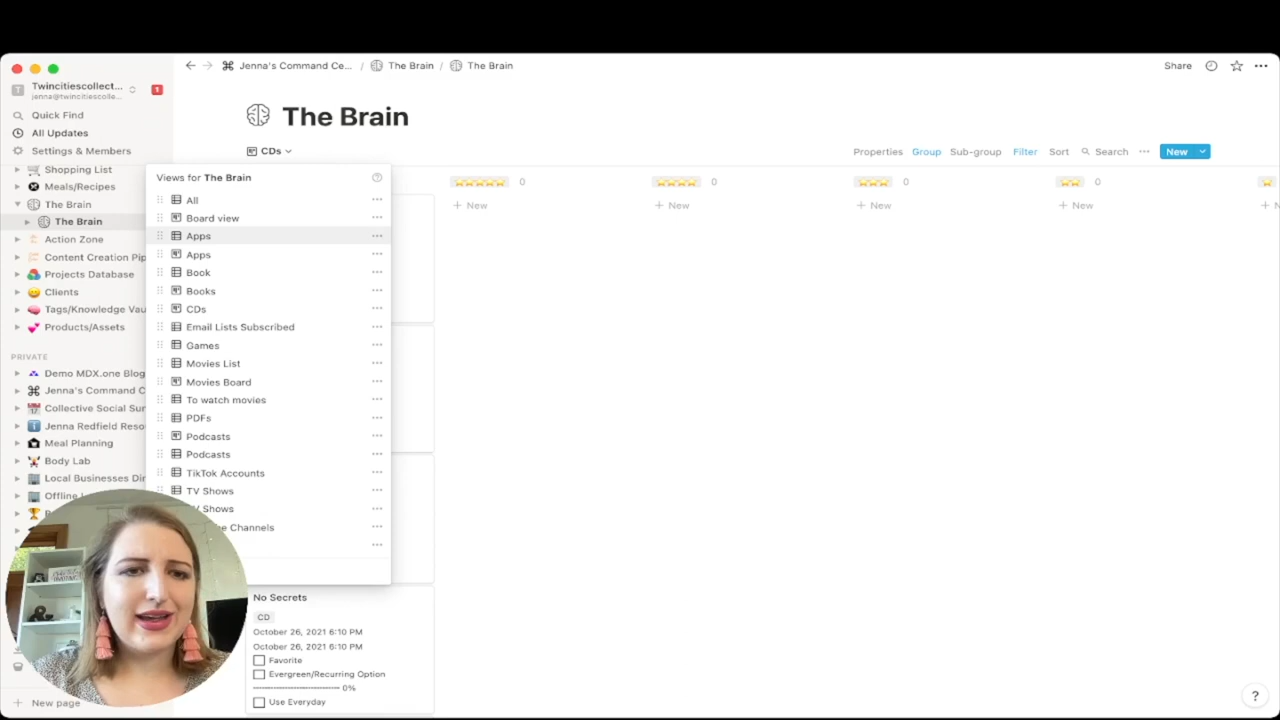 Jenna's Command Ce... / The Brain / The Brain
Share
Twincitiescollect...
jenna@twincitiescolle...
1
Quick Find
All Updates
Settings & Members
Shopping List
Meals/Recipes
The Brain
The Brain
Action Zone
Content Creation Pip
Projects Database
Clients
Tags/Knowledge Vau
Products/Assets
PRIVATE
Demo MDX.one Blog
Jenna's Command C
Collective Social Sun
Jenna Redfield Reso
Meal Planning
Body Lab
Local Businesses Dir
Offline
New page
The Brain
CDs
Properties Group Sub-group Filter Sort Search New
Views for The Brain
All
Board view
Apps
Apps
Book
Books
CDs
Email Lists Subscribed
Games
Movies List
Movies Board
To watch movies
PDFs
Podcasts
Podcasts
TikTok Accounts
TV Shows
V Shows
e Channels
0 0 0 0
+ New + New + New + New
No Secrets
CD
October 26, 2021 6:10 PM
October 26, 2021 6:10 PM
Favorite
Evergreen/Recurring Option
0%
Use Everyday
?